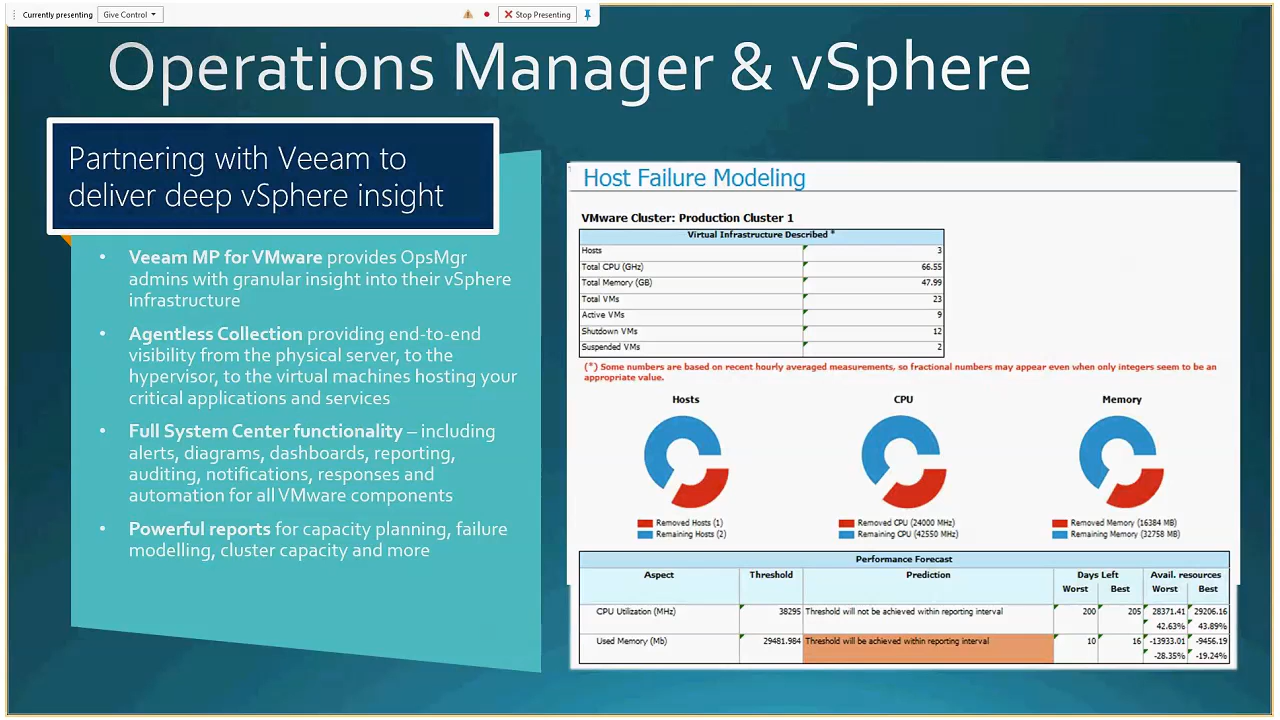 Currently presenting Give Control Stop Presenting
Operations Manager & vSphere
Partnering with Veeam to
deliver deep vSphere insight
• Veeam MP for VMware provides OpsMgr
admins with granular insight into their vSphere
infrastructure
• Agentless Collection providing end-to-end
visibility from the physical server, to the
hypervisor, to the virtual machines hosting your
critical applications and services
• Full System Center functionality – including
alerts, diagrams, dashboards, reporting,
auditing, notifications, responses and
automation for all VMware components
• Powerful reports for capacity planning, failure
modelling, cluster capacity and more
Host Failure Modeling
VMware Cluster: Production Cluster 1
Virtual Infrastructure Described *
Hosts 3
Total CPU (GHz) 66.55
Total Memory (GB) 47.99
Total VMs 23
Active VMs 9
Shutdown VMs 12
Suspended VMs 2
(*) Some numbers are based on recent hourly averaged measurements, so fractional numbers may appear even when only integers seem to be an
appropriate value.
Hosts CPU Memory
Removed Hosts (1) Removed CPU (24000 MHz) Removed Memory (16384 MB)
Remaining Hosts (2) Remaining CPU (42550 MHz) Remaining Memory (32758 MB)
Performance Forecast
Aspect Threshold Prediction Days Left Avail. resources
Worst Best Worst Best
CPU Utilization (MHz) 38295 Threshold will not be achieved within reporting interval 200 205 28371.41 29206.16
42.63% 43.89%
Used Memory (Mb) 29481.984 Threshold will be achieved within reporting interval 10 16 -13933.01 -9456.19
-28.35% -19.24%